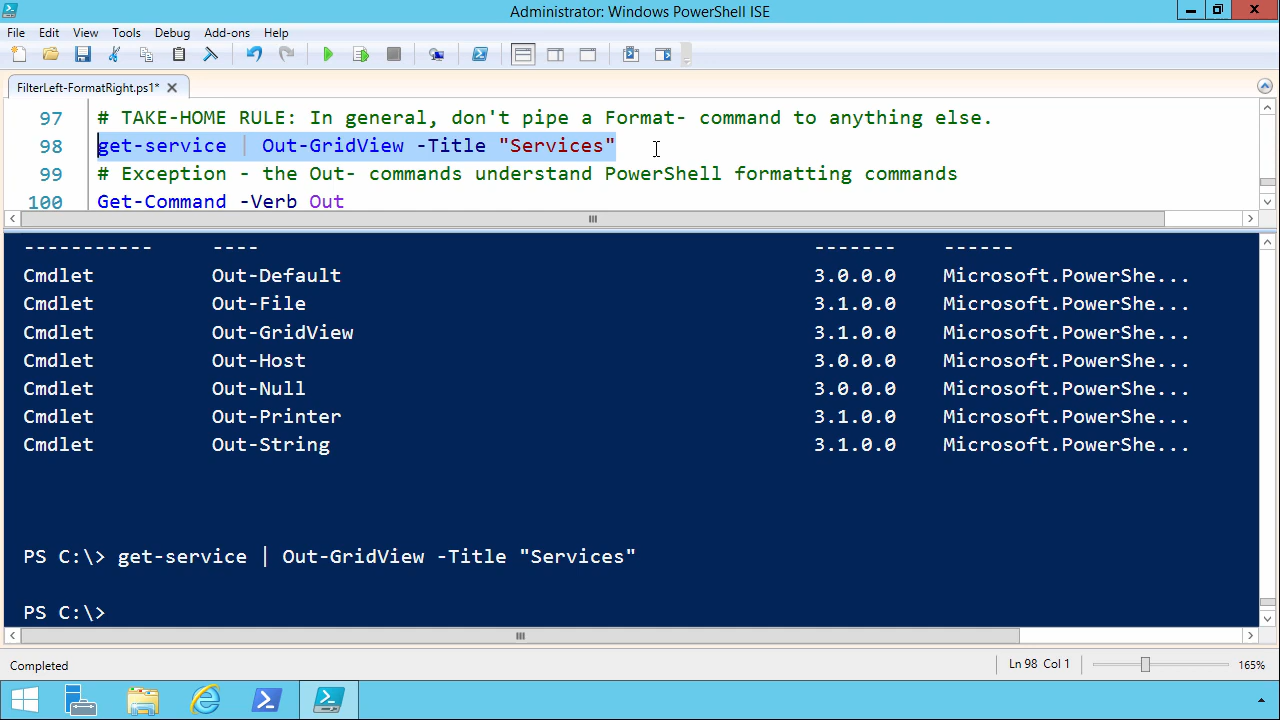 Administrator: Windows PowerShell ISE
File Edit View Tools Debug Add-ons Help
FilterLeft-FormatRight.ps1*
97 # TAKE-HOME RULE: In general, don't pipe a Format- command to anything else.
98 get-service | Out-GridView -Title "Services"
99 # Exception - the Out- commands understand PowerShell formatting commands
100 Get-Command -Verb Out
----------- ---- ------- ------
Cmdlet Out-Default 3.0.0.0 Microsoft.PowerShe...
Cmdlet Out-File 3.1.0.0 Microsoft.PowerShe...
Cmdlet Out-GridView 3.1.0.0 Microsoft.PowerShe...
Cmdlet Out-Host 3.0.0.0 Microsoft.PowerShe...
Cmdlet Out-Null 3.0.0.0 Microsoft.PowerShe...
Cmdlet Out-Printer 3.1.0.0 Microsoft.PowerShe...
Cmdlet Out-String 3.1.0.0 Microsoft.PowerShe...
PS C:\> get-service | Out-GridView -Title "Services"
PS C:\>
Completed Ln 98 Col 1 165%